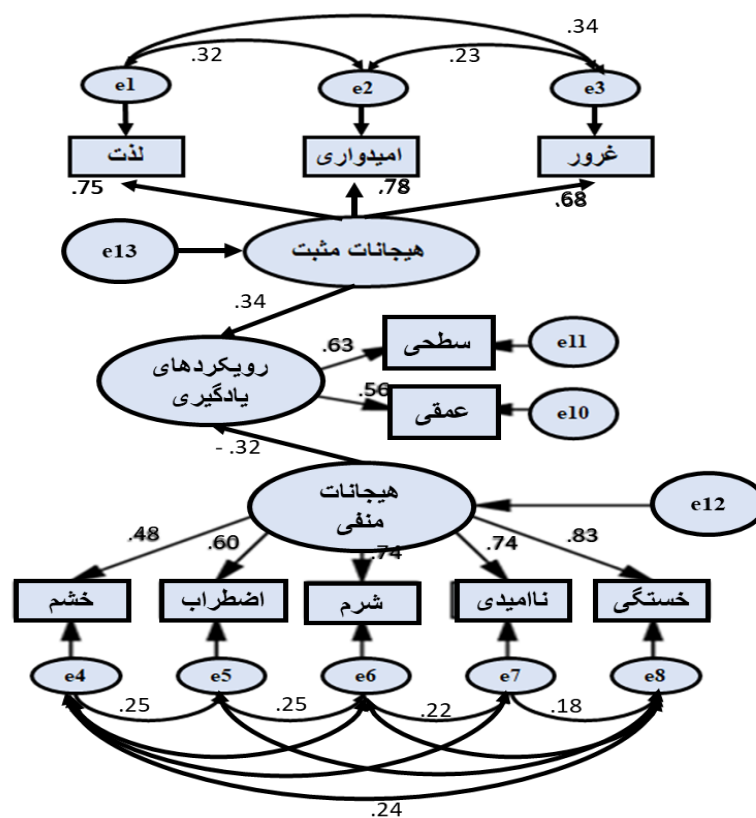 .34
.32
.23
e1
e2
e3
لذت
امیدواری
غرور
.75
.78
.68
e13
هیجانات مثبت
.34
سطحی
e11
.63
رویکردهای
یادگیری
.56
عمقی
e10
- .32
هیجانات
منفی
e12
.48
.60
.74
.74
.83
خشم
اضطراب
شرم
ناامیدی
خستگی
e4
e5
e6
e7
e8
.25
.25
.22
.18
.24